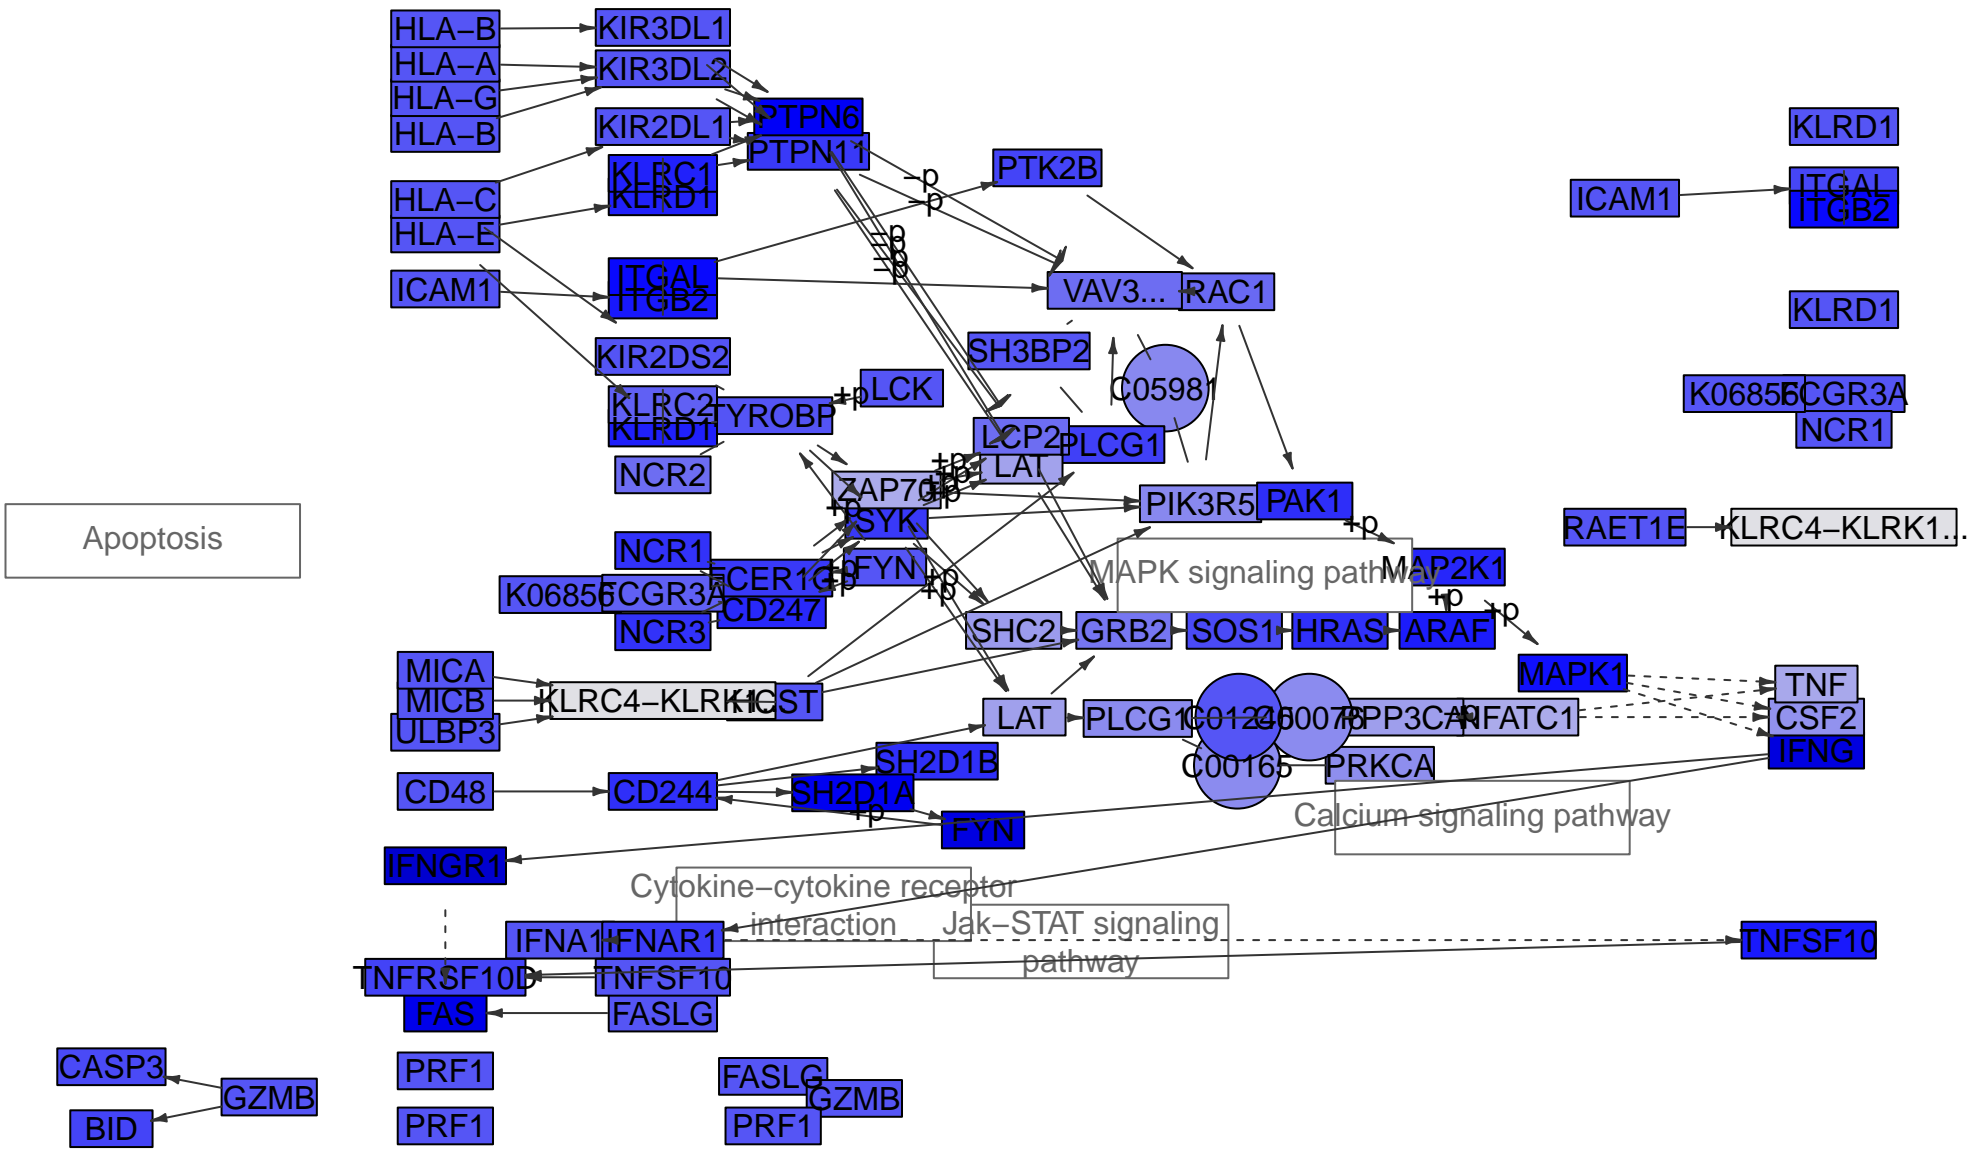 HLA−B
KIR3DL1
HLA−A
KIR3DL2
HLA−G
HLA−B
PTPN6
KIR2DL1
KLRD1
PTPN11
PTK2B
KLRC1
−p
ITGAL
KLRD1
ICAM1
ITGB2
HLA−C
−p
HLA−E
−p
−p
−p
−p
ITGAL
ICAM1
ITGB2
VAV3...
RAC1
KLRD1
KIR2DS2
SH3BP2
LCK
+p
C05981
K06856
FCGR3A
KLRC2
KLRD1
TYROBP
NCR1
LCP2
PLCG1
LAT
NCR2
+p
+p
+p
+p
ZAP70
PIK3R5
PAK1
+p
SYK
+p
RAET1E
KLRC4−KLRK1...
Apoptosis
NCR1
FCER1G
+p
+p
FYN
+p
+p
MAPK signaling pathway
MAP2K1
K06856
FCGR3A
CD247
+p
+p
NCR3
SHC2
GRB2
SOS1
HRAS
ARAF
MICA
MAPK1
TNF
MICB
KLRC4−KLRK1...
HCST
ULBP3
LAT
PLCG1
C01245
C00076
PPP3CA
NFATC1
CSF2
IFNG
SH2D1B
C00165
PRKCA
CD48
CD244
SH2D1A
+p
FYN
Calcium signaling pathway
IFNGR1
Cytokine−cytokine receptor
interaction
Jak−STAT signaling
pathway
IFNA1
IFNAR1
TNFSF10
TNFRSF10D
TNFSF10
FAS
FASLG
CASP3
PRF1
FASLG
GZMB
GZMB
BID
PRF1
PRF1